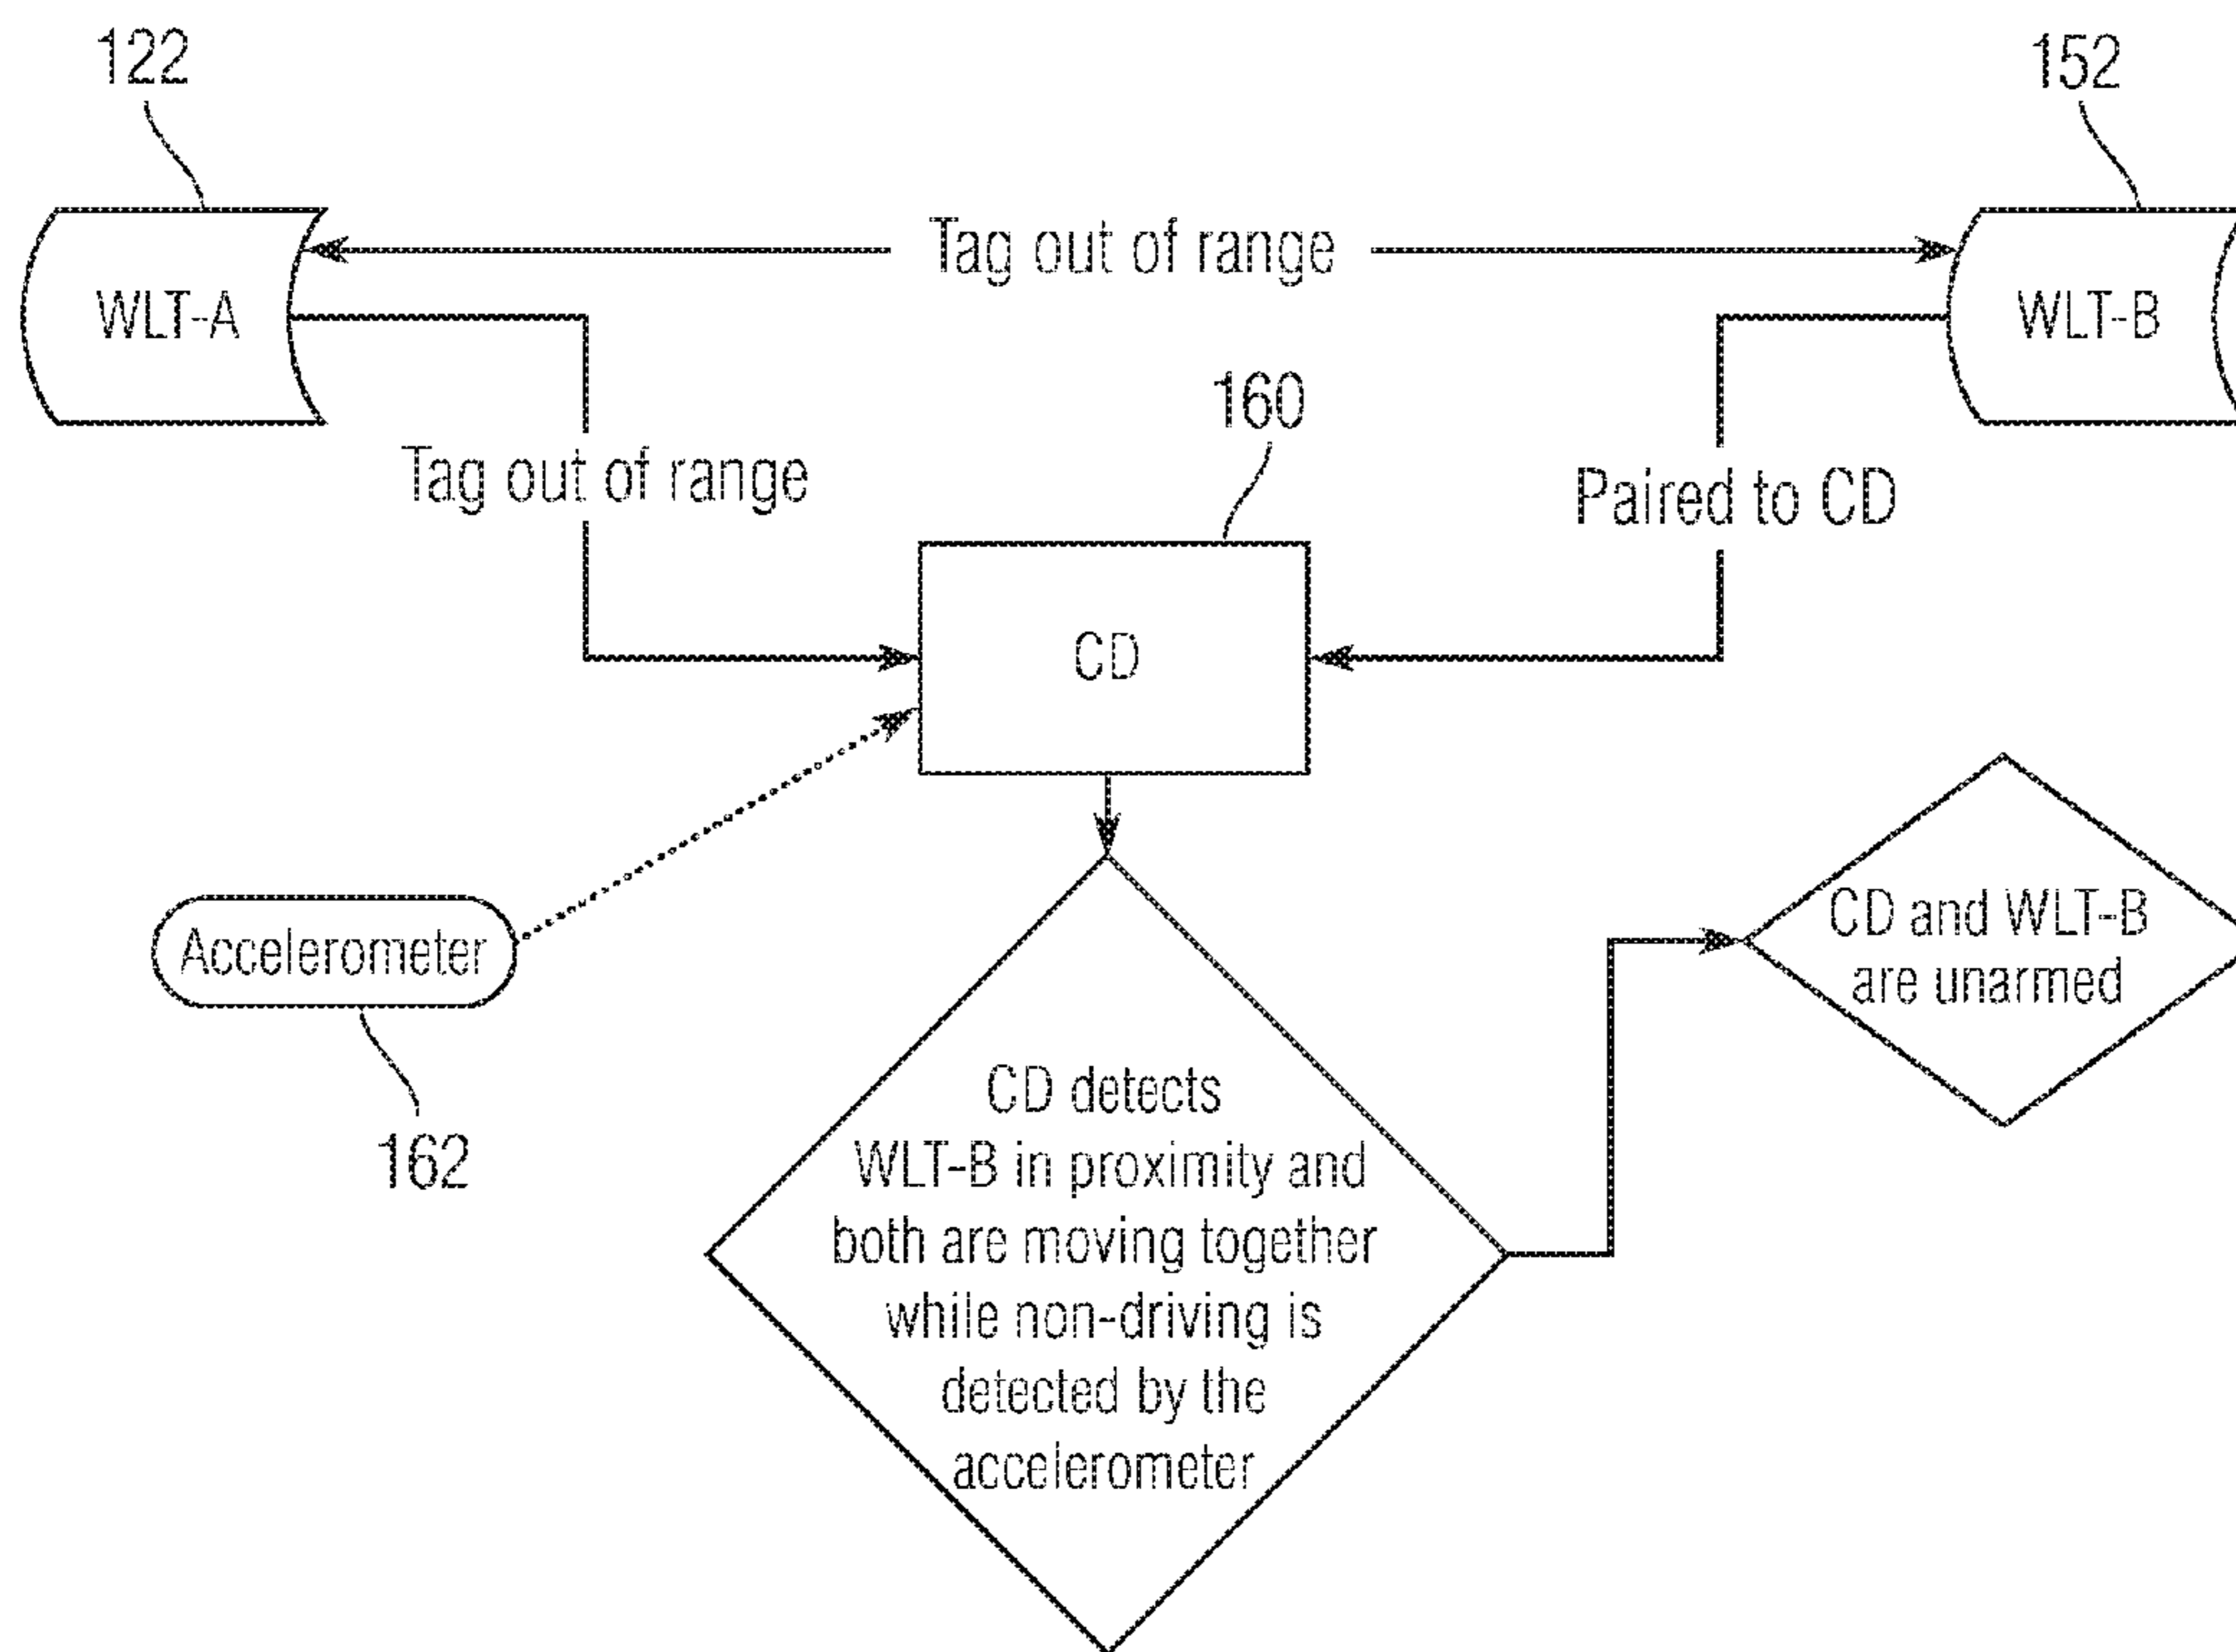 122
152
Tag out of range
WLT-A
WLT-B
160
Tag out of range
Paired to CD
CD
Accelerometer
162
CD and WLT-B
are unarmed
CD detects
WLT-B in proximity and
both are moving together
while non-driving is
detected by the
accelerometer